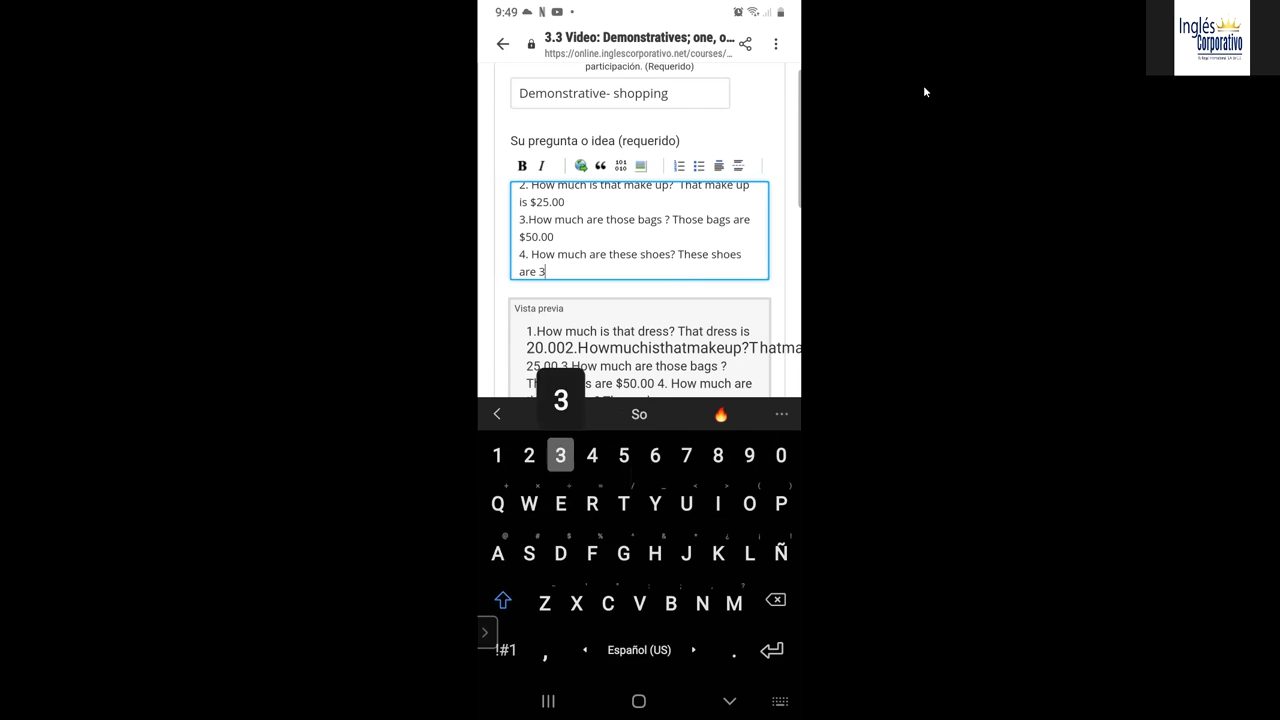 9:49
Inglés
Corporativo
3.3 Video: Demonstratives; one, o...
https://online.inglescorporativo.net/courses/...
participación. (Requerido)
Demonstrative- shopping
Su pregunta o idea (requerido)
B I
2. How much is that make up? That make up
is $25.00
3.How much are those bags ? Those bags are
$50.00
4. How much are these shoes? These shoes
are 3
Vista previa
1.How much is that dress? That dress is
20.002.Howmuchisthatmakeup?Thatma
25.00 3.How much are those bags ?
s are $50.00 4. How much are
3
So
1 2 3 4 5 6 7 8 9 0
Q W E R T Y U I O P
A S D F G H J K L Ñ
Z X C V B N M
!#1 , Español (US) .